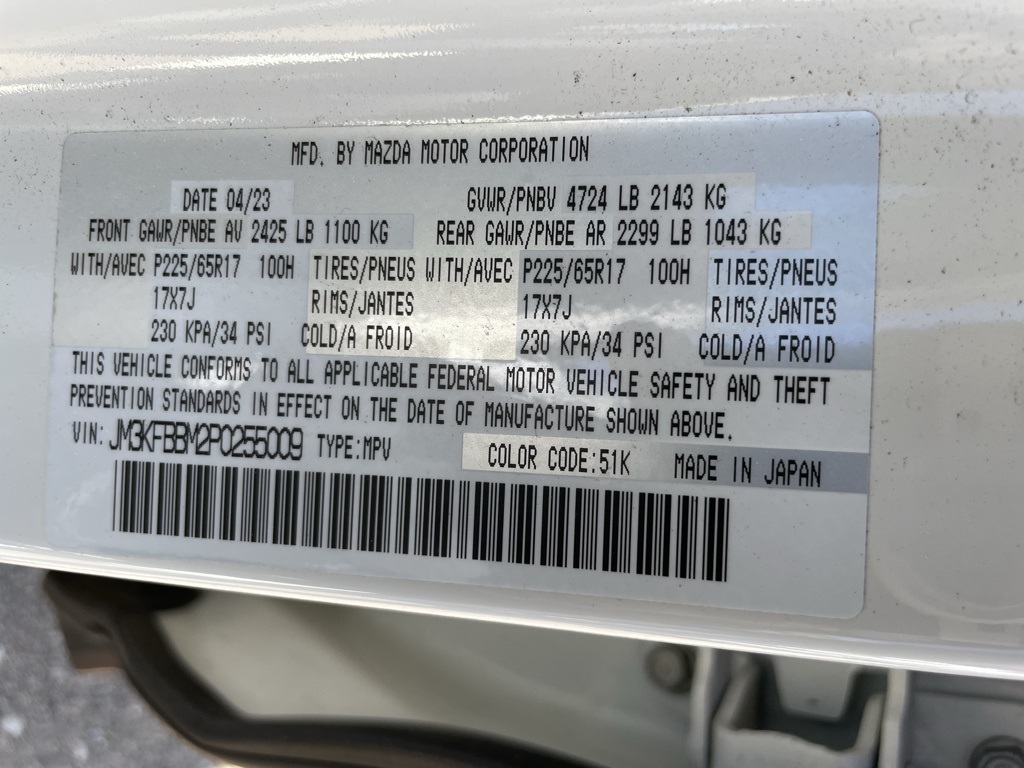 MFD. BY MAZDA MOTOR CORPORATION
DATE 04/23 GVWR/PNBV 4724 LB 2143 KG
FRONT GAWR/PNBE AV 2425 LB 1100 KG REAR GAWR/PNBE AR 2299 LB 1043 KG
WITH/AVEC P225/65R17 100H TIRES/PNEUS WITH/AVEC P225/65R17 100H TIRES/PNEUS
17X7J RIMS/JANTES 17X7J RIMS/JANTES
230 KPA/34 PSI COLD/A FROID 230 KPA/34 PSI COLD/A FROID
THIS VEHICLE CONFORMS TO ALL APPLICABLE FEDERAL MOTOR VEHICLE SAFETY AND THEFT
PREVENTION STANDARDS IN EFFECT ON THE DATE OF MANUFACTURE SHOWN ABOVE.
VIN: JM3KFBBM2P0255009 TYPE:MPV COLOR CODE:51K MADE IN JAPAN